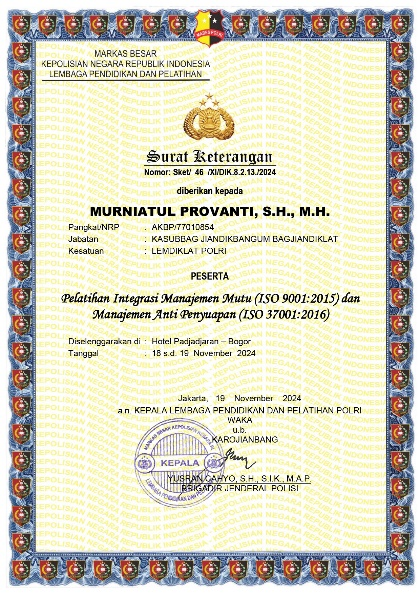 MARKAS BESAR
KEPOLISIAN NEGARA REPUBLIK INDONESIA
LEMBAGA PENDIDIKAN DAN PELATIHAN
Surat Keterangan
Nomor: Sket/ 46 /XI/DIK.8.2.13./2024
diberikan kepada
MURNIATUL PROVANTI, S.H., M.H.
Pangkat/NRP : AKBP/77010854
Jabatan : KASUBBAG JIANDIKBANGUM BAGJIANDIKLAT
Kesatuan : LEMDIKLAT POLRI
PESERTA
Pelatihan Integrasi Manajemen Mutu (ISO 9001:2015) dan
Manajemen Anti Penyuapan (ISO 37001:2016)
Diselenggarakan di : Hotel Padjadjaran – Bogor
Tanggal : 18 s.d. 19 November 2024
Jakarta, 19 November 2024
a.n. KEPALA LEMBAGA PENDIDIKAN DAN PELATIHAN POLRI
WAKA
u.b.
KAROJIANBANG
KEPALA
YUSRAN CAHYO, S.H., S.I.K., M.A.P.
BRIGADIR JENDERAL POLISI